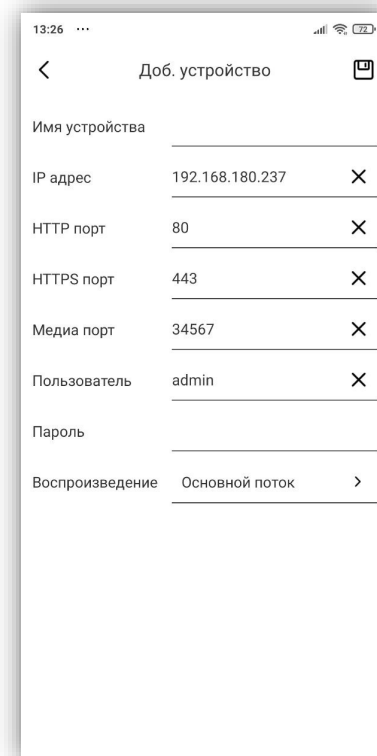 13:26 ...
72
Доб. устройство
Имя устройства
IP адрес 192.168.180.237
HTTP порт 80
HTTPS порт 443
Медиа порт 34567
Пользователь admin
Пароль
Воспроизведение Основной поток